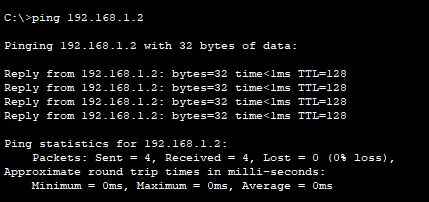 C:\>ping 192.168.1.2
Pinging 192.168.1.2 with 32 bytes of data:
Reply from 192.168.1.2: bytes=32 time<1ms TTL=128
Reply from 192.168.1.2: bytes=32 time<1ms TTL=128
Reply from 192.168.1.2: bytes=32 time<1ms TTL=128
Reply from 192.168.1.2: bytes=32 time<1ms TTL=128
Ping statistics for 192.168.1.2:
    Packets: Sent = 4, Received = 4, Lost = 0 (0% loss),
Approximate round trip times in milli-seconds:
    Minimum = 0ms, Maximum = 0ms, Average = 0ms